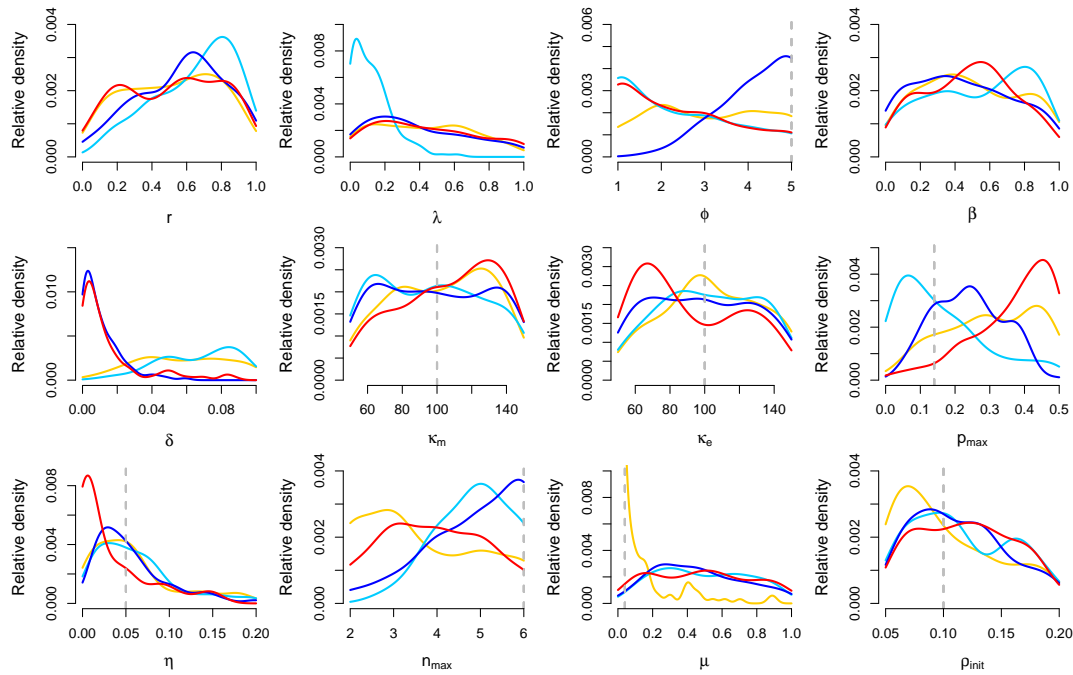 Relative density
0.000 0.002 0.004
0.0 0.2 0.4 0.6 0.8 1.0
r
Relative density
0.000 0.004 0.008
0.0 0.2 0.4 0.6 0.8 1.0
λ
Relative density
0.000 0.003 0.006
1 2 3 4 5
ϕ
Relative density
0.000 0.002 0.004
0.0 0.2 0.4 0.6 0.8 1.0
β
Relative density
0.000 0.010
0.00 0.04 0.08
δ
Relative density
0.0000 0.0015 0.0030
60 80 100 120 140
κm
Relative density
0.0000 0.0015 0.0030
60 80 100 140
κe
Relative density
0.000 0.002 0.004
0.0 0.1 0.2 0.3 0.4 0.5
pmax
Relative density
0.000 0.004 0.008
0.00 0.05 0.10 0.15 0.20
η
Relative density
0.000 0.002 0.004
2 3 4 5 6
nmax
Relative density
0.000 0.004 0.008
0.0 0.2 0.4 0.6 0.8 1.0
μ
Relative density
0.000 0.002 0.004
0.05 0.10 0.15 0.20
ρinit